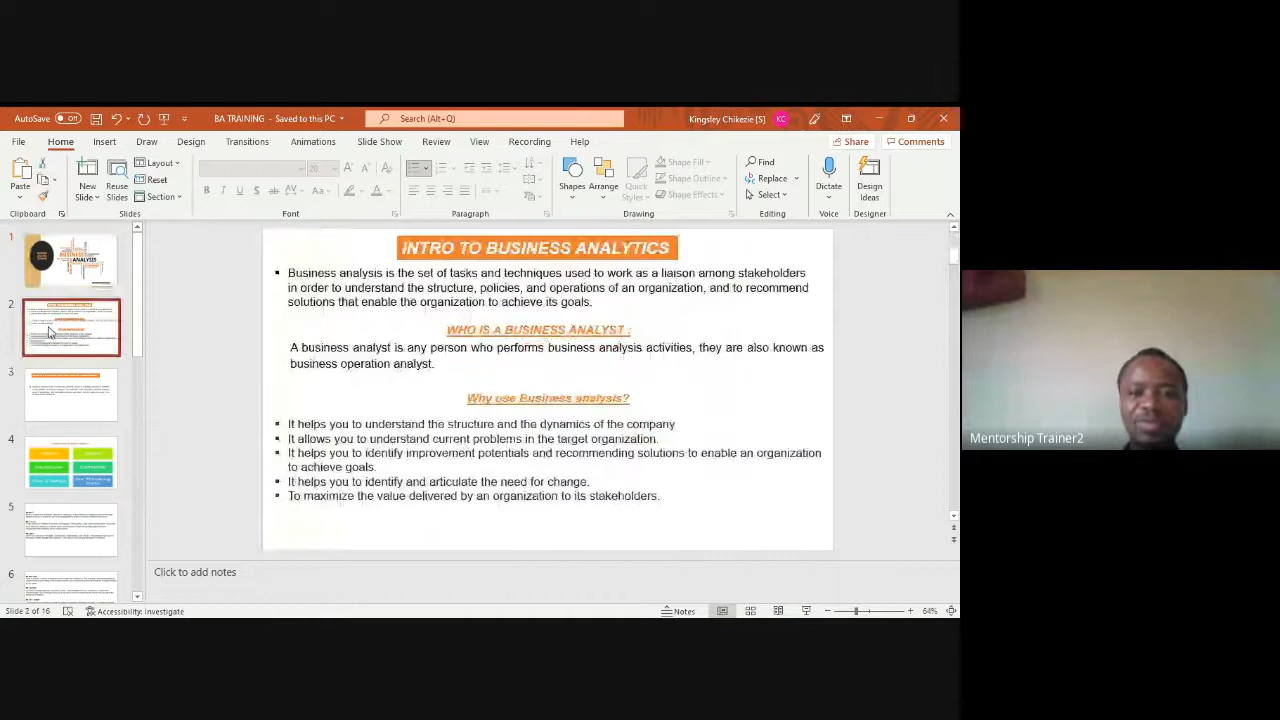 AutoSave Off BA TRAINING - Saved to this PC Search (Alt+Q) Kingsley Chikezie [S] KC
File Home Insert Draw Design Transitions Animations Slide Show Recording Review View Recording Help Share Comments
Paste New Slide Reuse Slides Layout Reset Section 20 Shapes Arrange Quick Styles Shape Fill Shape Outline Shape Effects Find Replace Select Dictate Design Ideas
Clipboard Slides Font Paragraph Drawing Editing Voice Designer
1
2
3
4
5
6
INTRO TO BUSINESS ANALYTICS
▪ Business analysis is the set of tasks and techniques used to work as a liaison among stakeholders
in order to understand the structure, policies, and operations of an organization, and to recommend
solutions that enable the organization to achieve its goals.
WHO IS A BUSINESS ANALYST :
A business analyst is any person who performs business analysis activities, they are also known as
business operation analyst.
Why use Business analysis?
▪ It helps you to understand the structure and the dynamics of the company
▪ It allows you to understand current problems in the target organization.
▪ It helps you to identify improvement potentials and recommending solutions to enable an organization
to achieve goals.
▪ It helps you to identify and articulate the need for change.
▪ To maximize the value delivered by an organization to its stakeholders.
Click to add notes
Slide 2 of 16 Accessibility: Investigate Notes 64%
Mentorship Trainer2